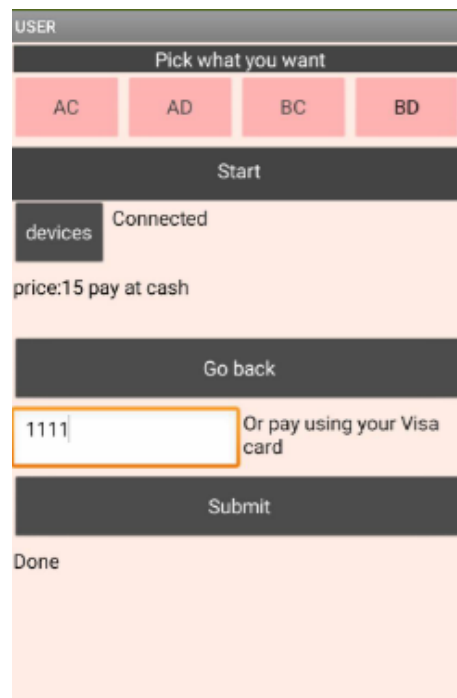 USER
Pick what you want
AC AD BC BD
Start
devices Connected
price:15 pay at cash
Go back
1111 Or pay using your Visa
card
Submit
Done